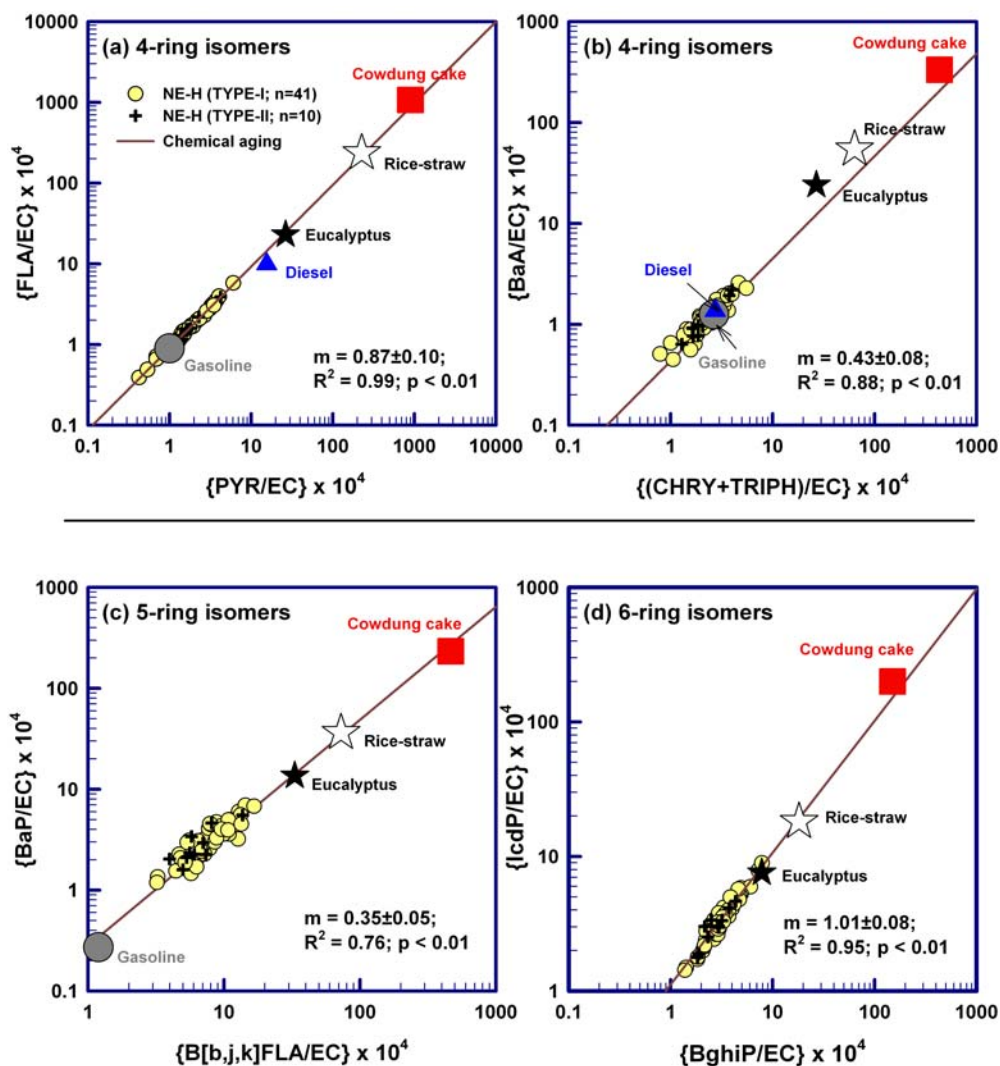 (a) 4-ring isomers
NE-H (TYPE-I; n=41)
NE-H (TYPE-II; n=10)
Chemical aging
Cowdung cake
Rice-straw
Eucalyptus
Diesel
Gasoline
m = 0.87±0.10;
R² = 0.99; p < 0.01
10000
1000
100
10
1
0.1
0.1 1 10 100 1000 10000
{FLA/EC} x 10⁴
{PYR/EC} x 10⁴
(b) 4-ring isomers
Cowdung cake
Rice-straw
Eucalyptus
Diesel
Gasoline
m = 0.43±0.08;
R² = 0.88; p < 0.01
1000
100
10
1
0.1
0.1 1 10 100 1000
{BaA/EC} x 10⁴
{(CHRY+TRIPH)/EC} x 10⁴
(c) 5-ring isomers
Cowdung cake
Rice-straw
Eucalyptus
Gasoline
m = 0.35±0.05;
R² = 0.76; p < 0.01
1000
100
10
1
0.1
1 10 100 1000
{BaP/EC} x 10⁴
{B[b,j,k]FLA/EC} x 10⁴
(d) 6-ring isomers
Cowdung cake
Rice-straw
Eucalyptus
m = 1.01±0.08;
R² = 0.95; p < 0.01
1000
100
10
1
0.1 1 10 100 1000
{IcdP/EC} x 10⁴
{BghiP/EC} x 10⁴